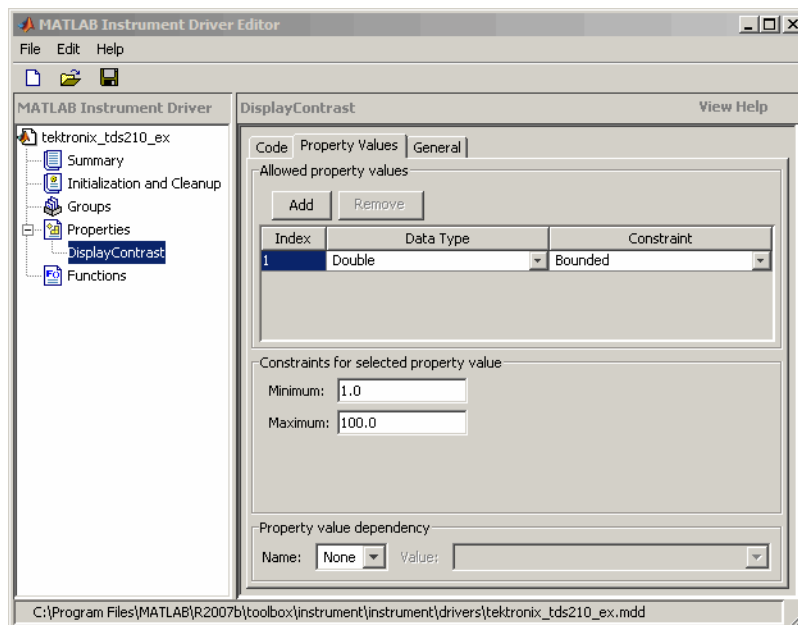 MATLAB Instrument Driver Editor
File Edit Help
MATLAB Instrument Driver
tektronix_tds210_ex
Summary
Initialization and Cleanup
Groups
Properties
DisplayContrast
Functions
DisplayContrast View Help
Code Property Values General
Allowed property values
Add Remove
Index Data Type Constraint
1 Double Bounded
Constraints for selected property value
Minimum: 1.0
Maximum: 100.0
Property value dependency
Name: None Value:
C:\Program Files\MATLAB\R2007b\toolbox\instrument\instrument\drivers\tektronix_tds210_ex.mdd